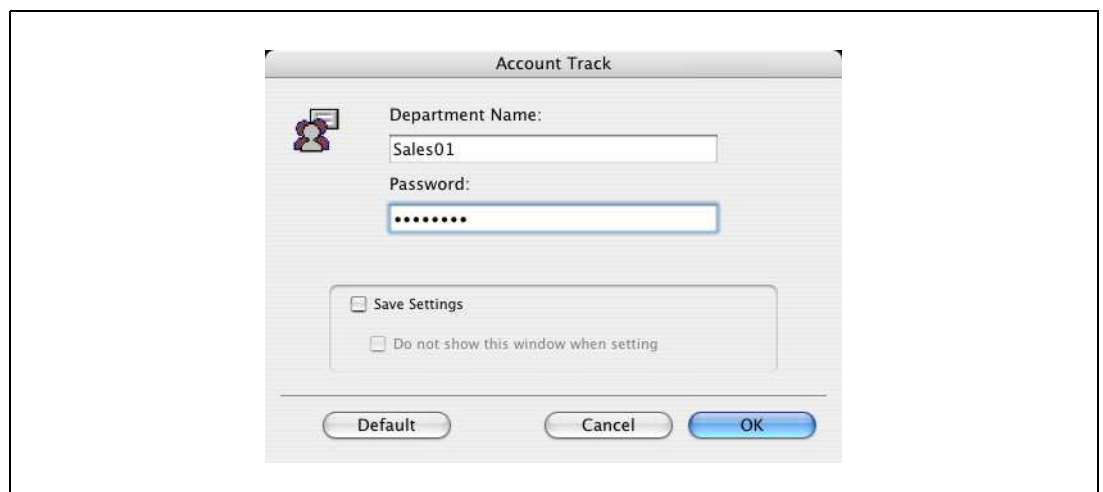 Account Track
Department Name:
Sales01
Password:
••••••••
Save Settings
Do not show this window when setting
Default Cancel OK